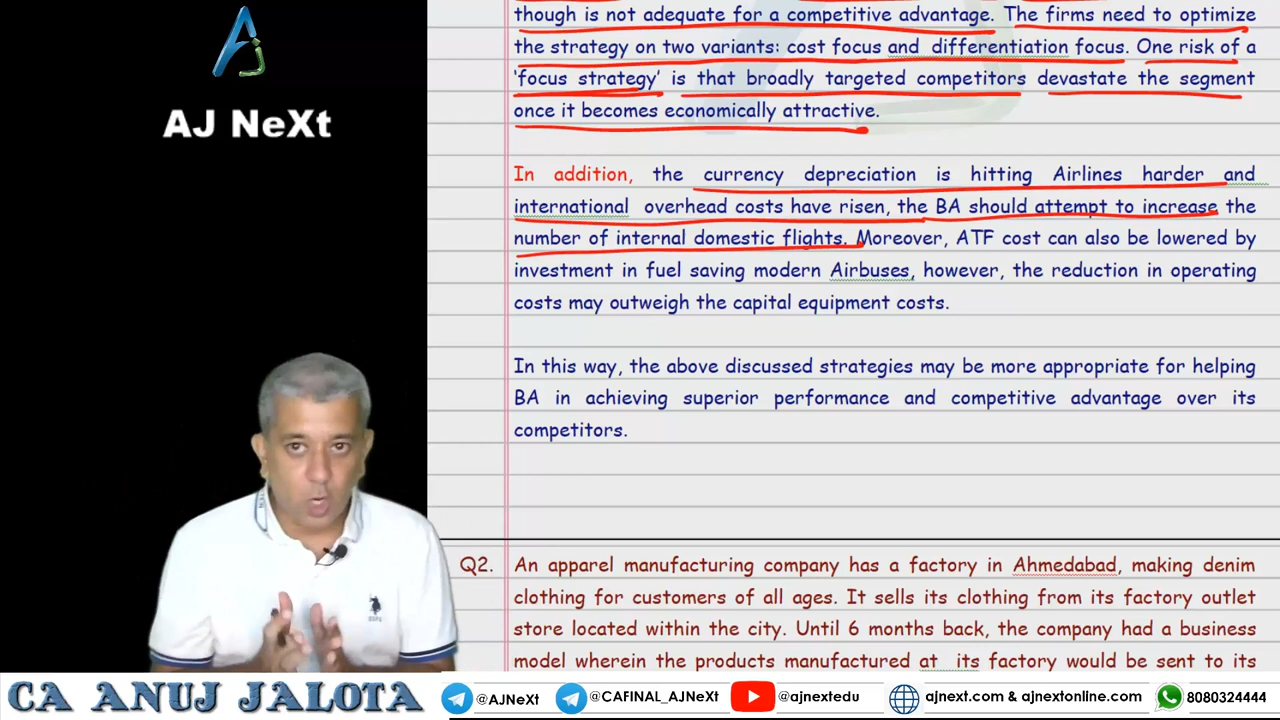 AJ NeXt
though is not adequate for a competitive advantage. The firms need to optimize
the strategy on two variants: cost focus and differentiation focus. One risk of a
‘focus strategy’ is that broadly targeted competitors devastate the segment
once it becomes economically attractive.
In addition, the currency depreciation is hitting Airlines harder and
international overhead costs have risen, the BA should attempt to increase the
number of internal domestic flights. Moreover, ATF cost can also be lowered by
investment in fuel saving modern Airbuses, however, the reduction in operating
costs may outweigh the capital equipment costs.
In this way, the above discussed strategies may be more appropriate for helping
BA in achieving superior performance and competitive advantage over its
competitors.
Q2. An apparel manufacturing company has a factory in Ahmedabad, making denim
clothing for customers of all ages. It sells its clothing from its factory outlet
store located within the city. Until 6 months back, the company had a business
model wherein the products manufactured at its factory would be sent to its
CA ANUJ JALOTA @AJNeXt @CAFINAL_AJNeXt @ajnextedu ajnext.com & ajnextonline.com 8080324444